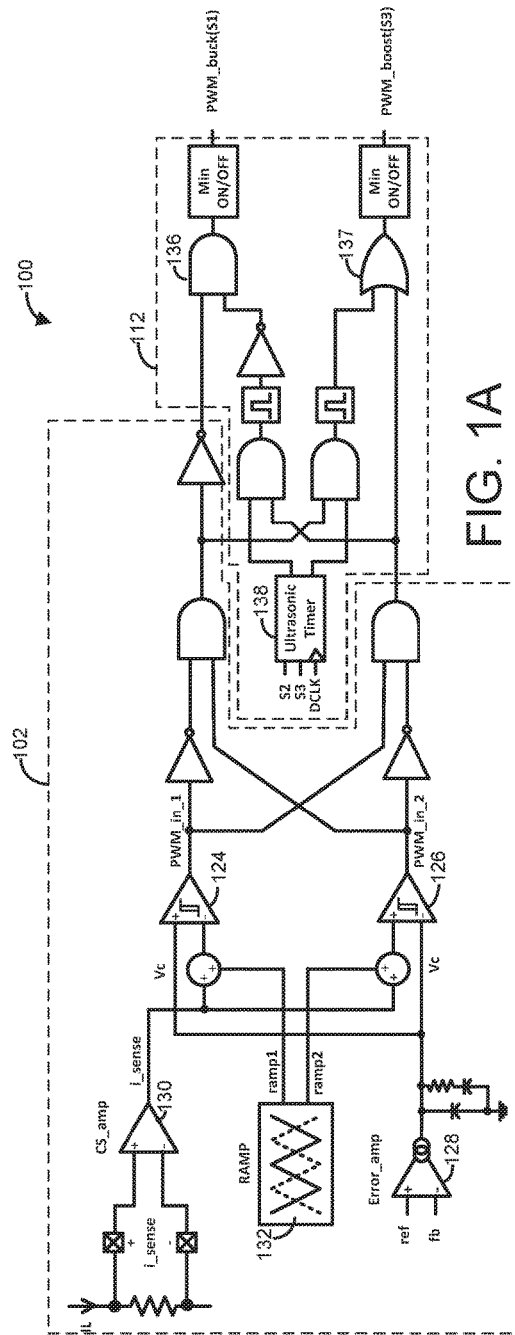 100
102
112
IL
i_sense
+
-
CS_amp
130
i_sense
+
-
RAMP
132
ramp1
ramp2
Error_amp
128
ref
fb
+
-
Vc
Vc
+
+
+
+
124
+
-
126
+
-
PWM_in_1
PWM_in_2
138
Ultrasonic
Timer
S2
S3
DCLK
136
137
Min
ON/OFF
Min
ON/OFF
PWM_buck(S1)
PWM_boost(S3)
FIG. 1A